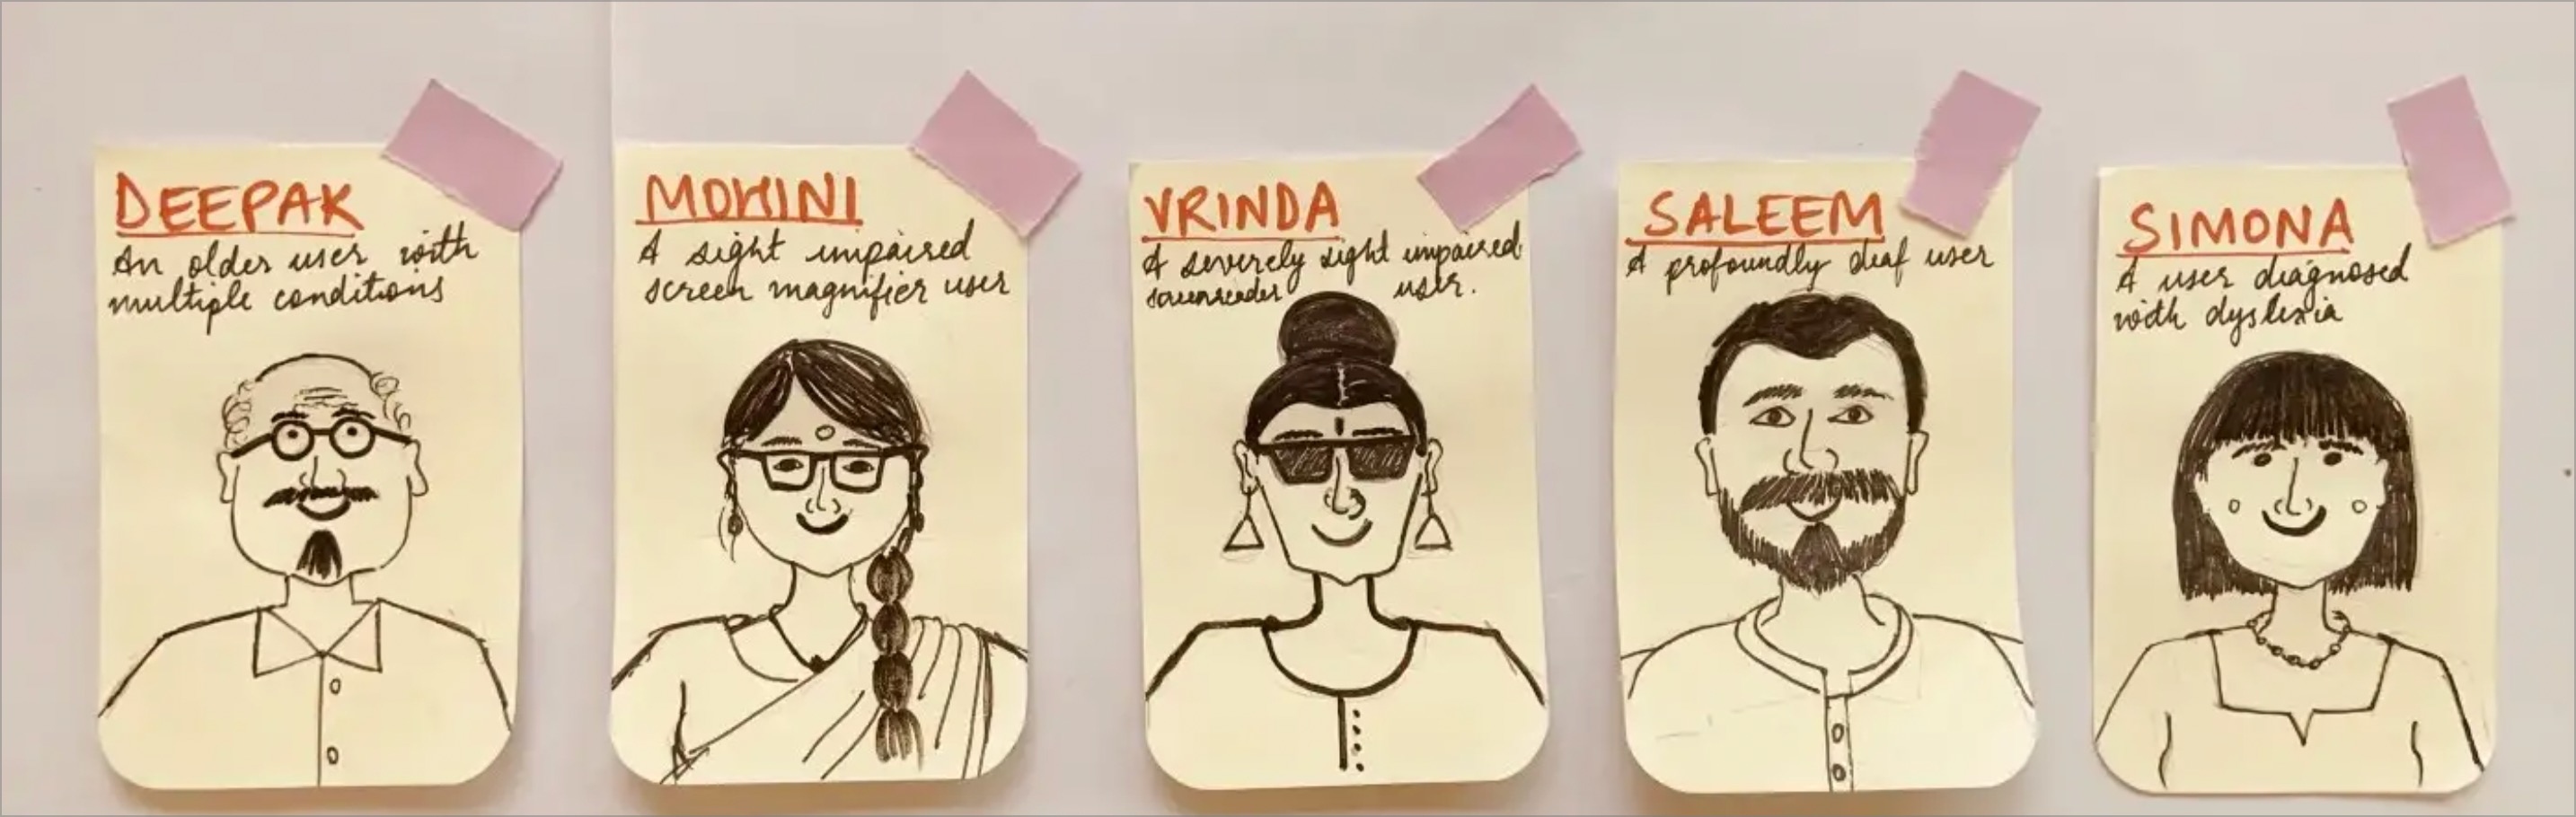 DEEPAK
An older user with
multiple conditions
MOHINI
A sight impaired
screen magnifier user
VRINDA
A severely sight impaired
screenreader user.
SALEEM
A profoundly deaf user
SIMONA
A user diagnosed
with dyslexia